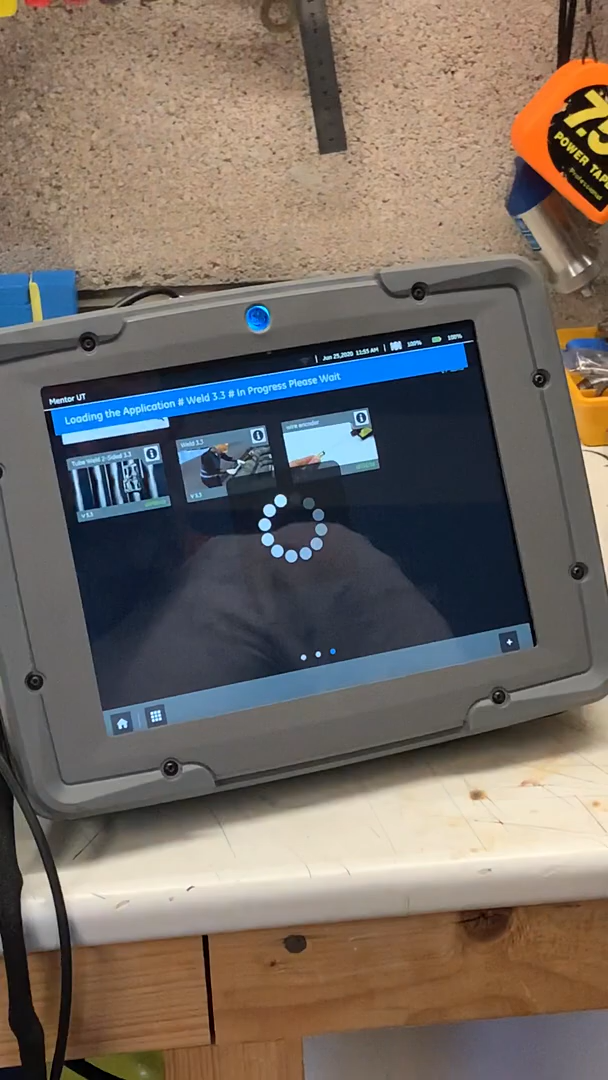 7.5
POWER TAPE
Professional
Jun 25,2020 11:55 AM
100%
100%
Mentor UT
Loading the Application # Weld 3.3 # In Progress Please Wait
Tube Weld 2-Sided 3.3
Weld 3.3
wire encoder
V 3.3
V 3.3